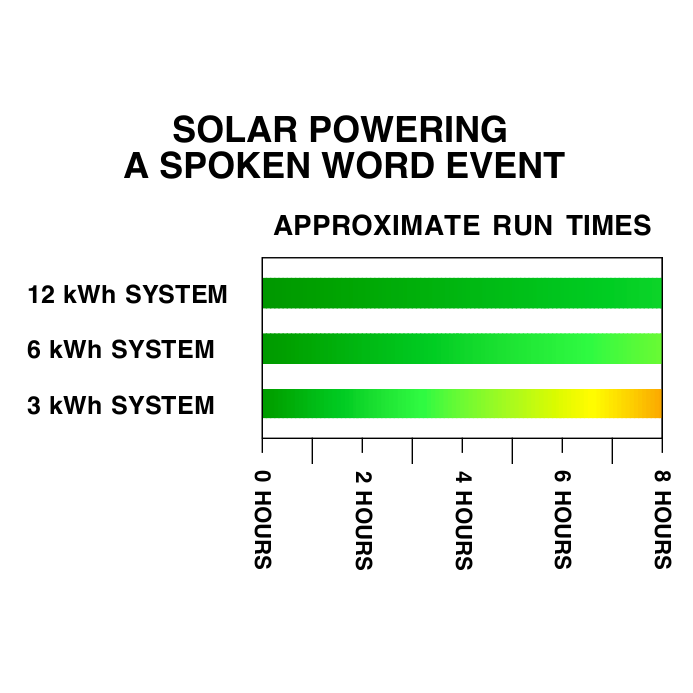 SOLAR POWERING
A SPOKEN WORD EVENT
APPROXIMATE RUN TIMES
12 kWh SYSTEM
6 kWh SYSTEM
3 kWh SYSTEM
0 HOURS
2 HOURS
4 HOURS
6 HOURS
8 HOURS